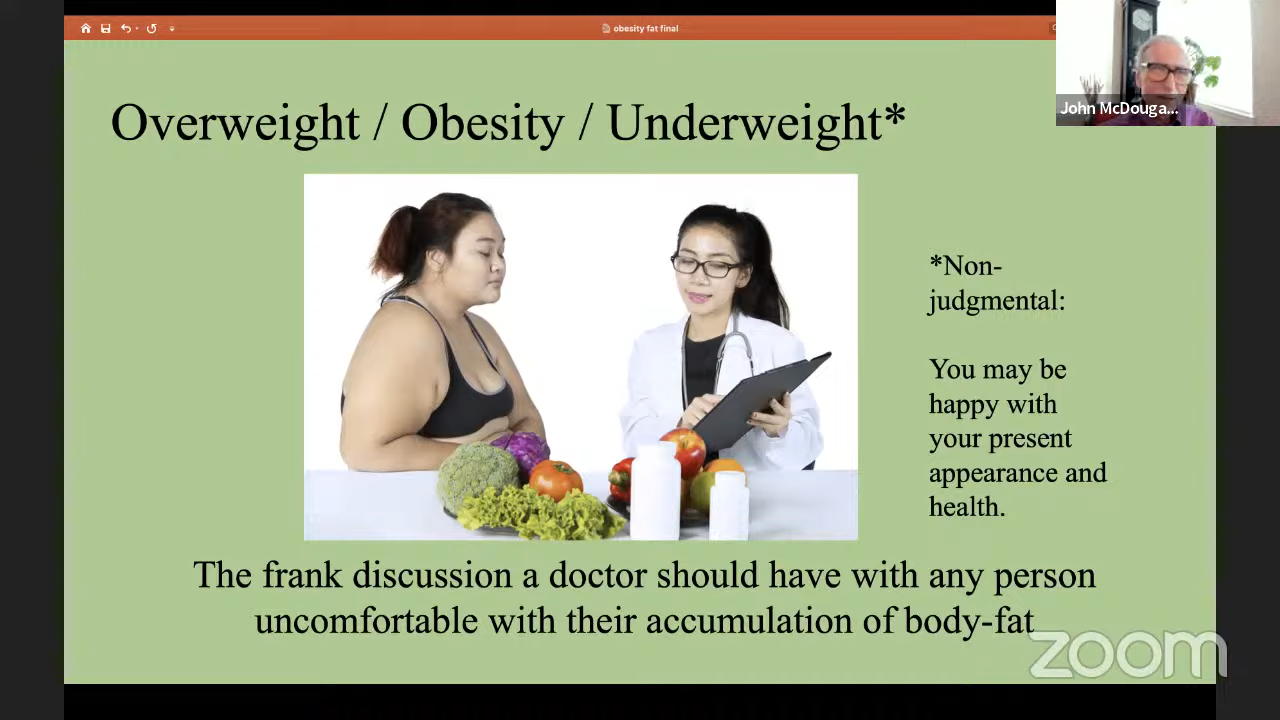 obesity fat final
John McDouga...
Overweight / Obesity / Underweight*
*Non-
judgmental:
You may be
happy with
your present
appearance and
health.
The frank discussion a doctor should have with any person
uncomfortable with their accumulation of body-fat
zoom